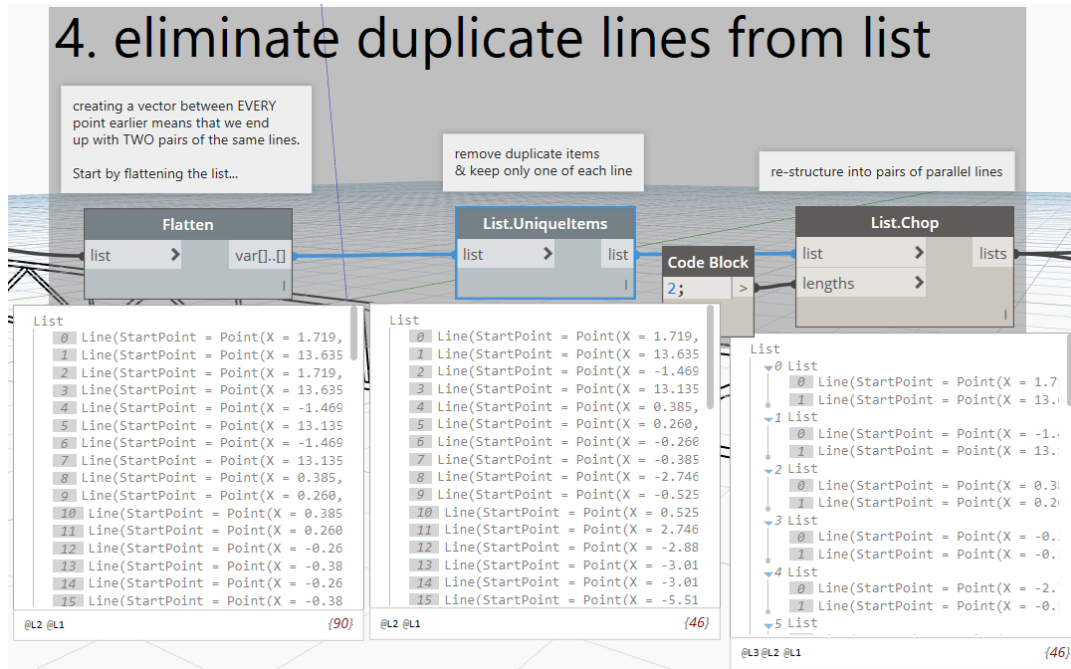 4. eliminate duplicate lines from list
creating a vector between EVERY
point earlier means that we end
up with TWO pairs of the same lines.
Start by flattening the list...
remove duplicate items
& keep only one of each line
re-structure into pairs of parallel lines
Flatten
list > var[]..[]
l
List.UniqueItems
list > list
l
Code Block
2; >
List.Chop
list > lists
lengths >
l
List
0 Line(StartPoint = Point(X = 1.719,
1 Line(StartPoint = Point(X = 13.635
2 Line(StartPoint = Point(X = 1.719,
3 Line(StartPoint = Point(X = 13.635
4 Line(StartPoint = Point(X = -1.469
5 Line(StartPoint = Point(X = 13.135
6 Line(StartPoint = Point(X = -1.469
7 Line(StartPoint = Point(X = 13.135
8 Line(StartPoint = Point(X = 0.385,
9 Line(StartPoint = Point(X = 0.260,
10 Line(StartPoint = Point(X = 0.385
11 Line(StartPoint = Point(X = 0.260
12 Line(StartPoint = Point(X = -0.26
13 Line(StartPoint = Point(X = -0.38
14 Line(StartPoint = Point(X = -0.26
15 Line(StartPoint = Point(X = -0.38
@L2 @L1 {90}
List
0 Line(StartPoint = Point(X = 1.719,
1 Line(StartPoint = Point(X = 13.635
2 Line(StartPoint = Point(X = -1.469
3 Line(StartPoint = Point(X = 13.135
4 Line(StartPoint = Point(X = 0.385,
5 Line(StartPoint = Point(X = 0.260,
6 Line(StartPoint = Point(X = -0.260
7 Line(StartPoint = Point(X = -0.385
8 Line(StartPoint = Point(X = -2.746
9 Line(StartPoint = Point(X = -0.525
10 Line(StartPoint = Point(X = 0.525
11 Line(StartPoint = Point(X = 2.746
12 Line(StartPoint = Point(X = -2.88
13 Line(StartPoint = Point(X = -3.01
14 Line(StartPoint = Point(X = -3.01
15 Line(StartPoint = Point(X = -5.51
@L2 @L1 {46}
List
0 List
0 Line(StartPoint = Point(X = 1.7
1 Line(StartPoint = Point(X = 13.
1 List
0 Line(StartPoint = Point(X = -1.
1 Line(StartPoint = Point(X = 13.
2 List
0 Line(StartPoint = Point(X = 0.3
1 Line(StartPoint = Point(X = 0.2
3 List
0 Line(StartPoint = Point(X = -0.
1 Line(StartPoint = Point(X = -0.
4 List
0 Line(StartPoint = Point(X = -2.
1 Line(StartPoint = Point(X = -0.
5 List
@L3 @L2 @L1 {46}